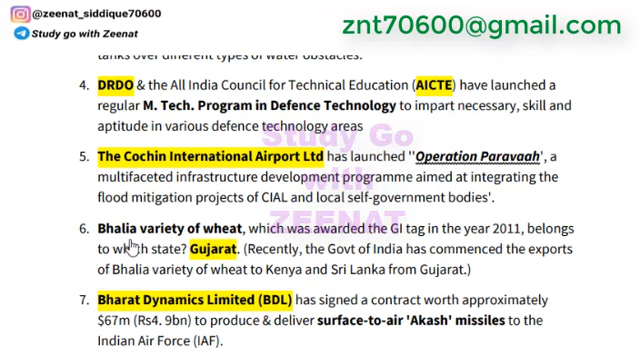 @zeenat_siddique70600
Study go with Zeenat
znt70600@gmail.com
tanks over different types of water obstacles.
4. DRDO & the All India Council for Technical Education (AICTE) have launched a
regular M. Tech. Program in Defence Technology to impart necessary, skill and
aptitude in various defence technology areas
5. The Cochin International Airport Ltd has launched ''Operation Paravaah', a
multifaceted infrastructure development programme aimed at integrating the
flood mitigation projects of CIAL and local self-government bodies'.
6. Bhalia variety of wheat, which was awarded the GI tag in the year 2011, belongs
to which state? Gujarat. (Recently, the Govt of India has commenced the exports
of Bhalia variety of wheat to Kenya and Sri Lanka from Gujarat.)
7. Bharat Dynamics Limited (BDL) has signed a contract worth approximately
$67m (Rs4. 9bn) to produce & deliver surface-to-air 'Akash' missiles to the
Indian Air Force (IAF).
Study Go
with
ZEENAT